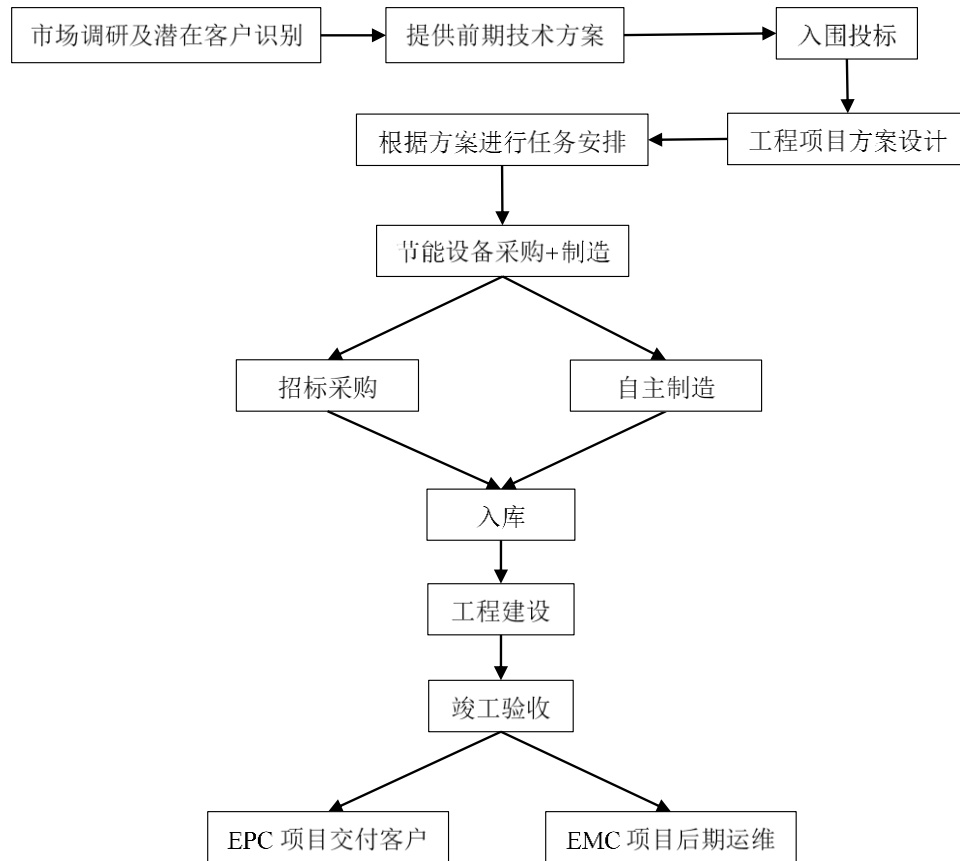 市场调研及潜在客户识别
提供前期技术方案
入围投标
工程项目方案设计
根据方案进行任务安排
节能设备采购+制造
招标采购
自主制造
入库
工程建设
竣工验收
EPC 项目交付客户
EMC 项目后期运维